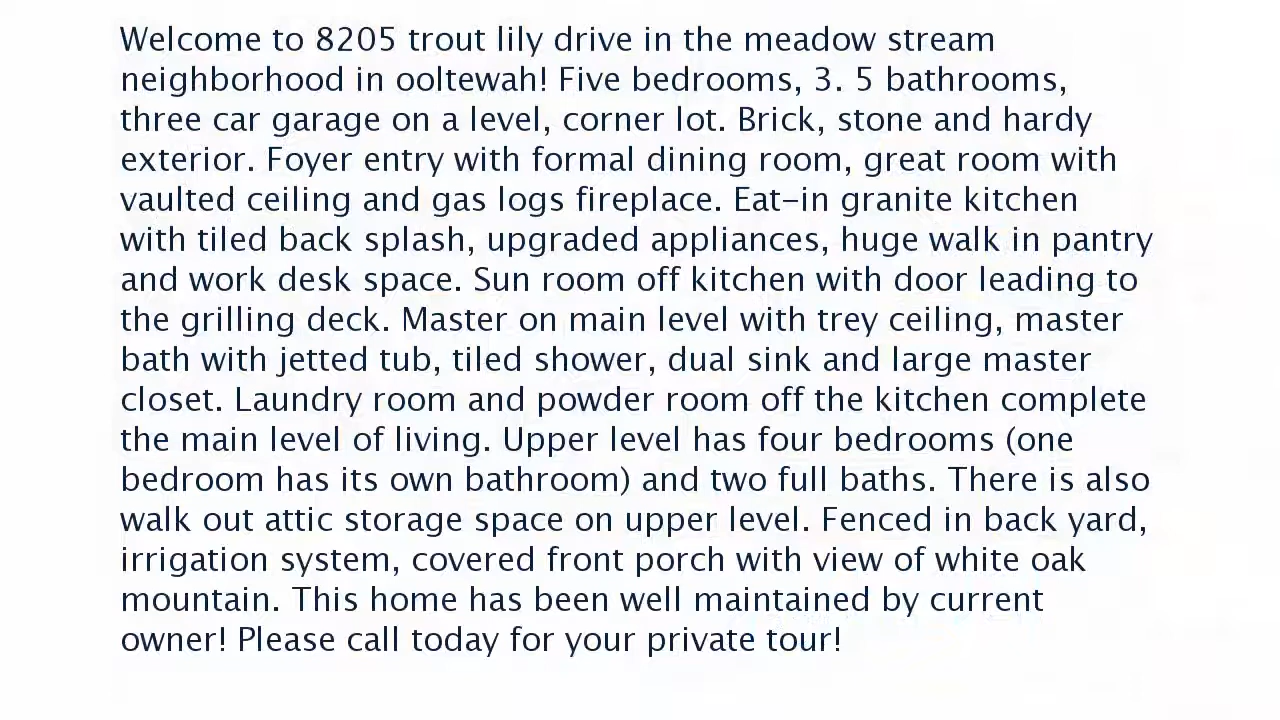 Welcome to 8205 trout lily drive in the meadow stream
neighborhood in ooltewah! Five bedrooms, 3. 5 bathrooms,
three car garage on a level, corner lot. Brick, stone and hardy
exterior. Foyer entry with formal dining room, great room with
vaulted ceiling and gas logs fireplace. Eat-in granite kitchen
with tiled back splash, upgraded appliances, huge walk in pantry
and work desk space. Sun room off kitchen with door leading to
the grilling deck. Master on main level with trey ceiling, master
bath with jetted tub, tiled shower, dual sink and large master
closet. Laundry room and powder room off the kitchen complete
the main level of living. Upper level has four bedrooms (one
bedroom has its own bathroom) and two full baths. There is also
walk out attic storage space on upper level. Fenced in back yard,
irrigation system, covered front porch with view of white oak
mountain. This home has been well maintained by current
owner! Please call today for your private tour!